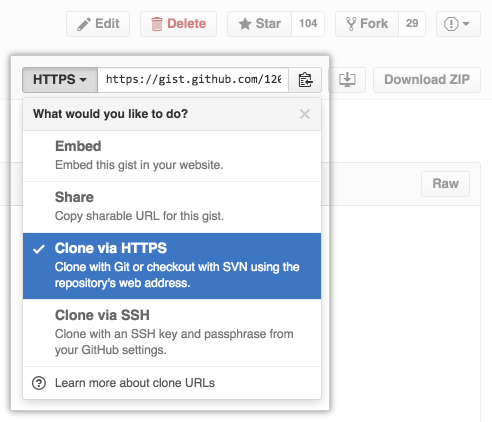 Edit Delete Star 104 Fork 29
HTTPS https://gist.github.com/120 Download ZIP
What would you like to do?
Embed
Embed this gist in your website.
Raw
Share
Copy sharable URL for this gist.
Clone via HTTPS
Clone with Git or checkout with SVN using the
repository's web address.
Clone via SSH
Clone with an SSH key and passphrase from
your GitHub settings.
Learn more about clone URLs